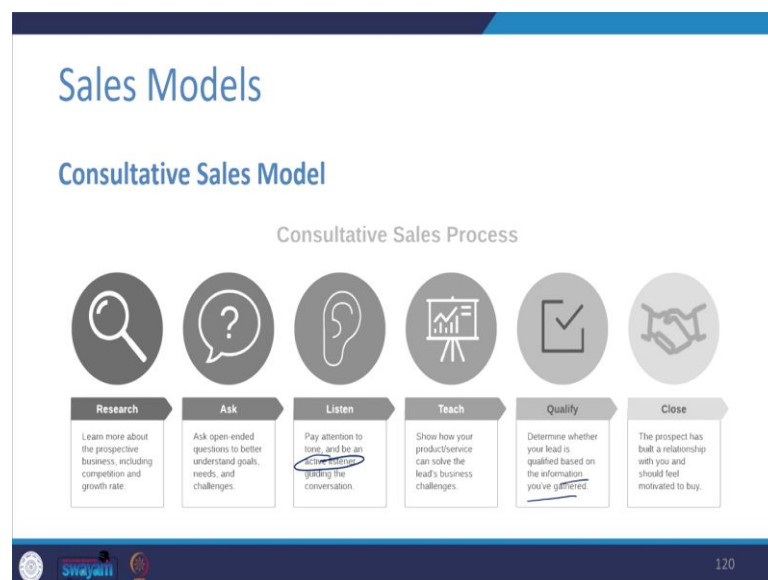 Sales Models
Consultative Sales Model
Consultative Sales Process
?
Research
Learn more about
the prospective
business, including
competition and
growth rate.
Ask
Ask open-ended
questions to better
understand goals,
needs, and
challenges.
Listen
Pay attention to
tone, and be an
active listener
guiding the
conversation.
Teach
Show how your
product/service
can solve the
lead's business
challenges.
Qualify
Determine whether
your lead is
qualified based on
the information
you've gathered.
Close
The prospect has
built a relationship
with you and
should feel
motivated to buy.
swayam
120